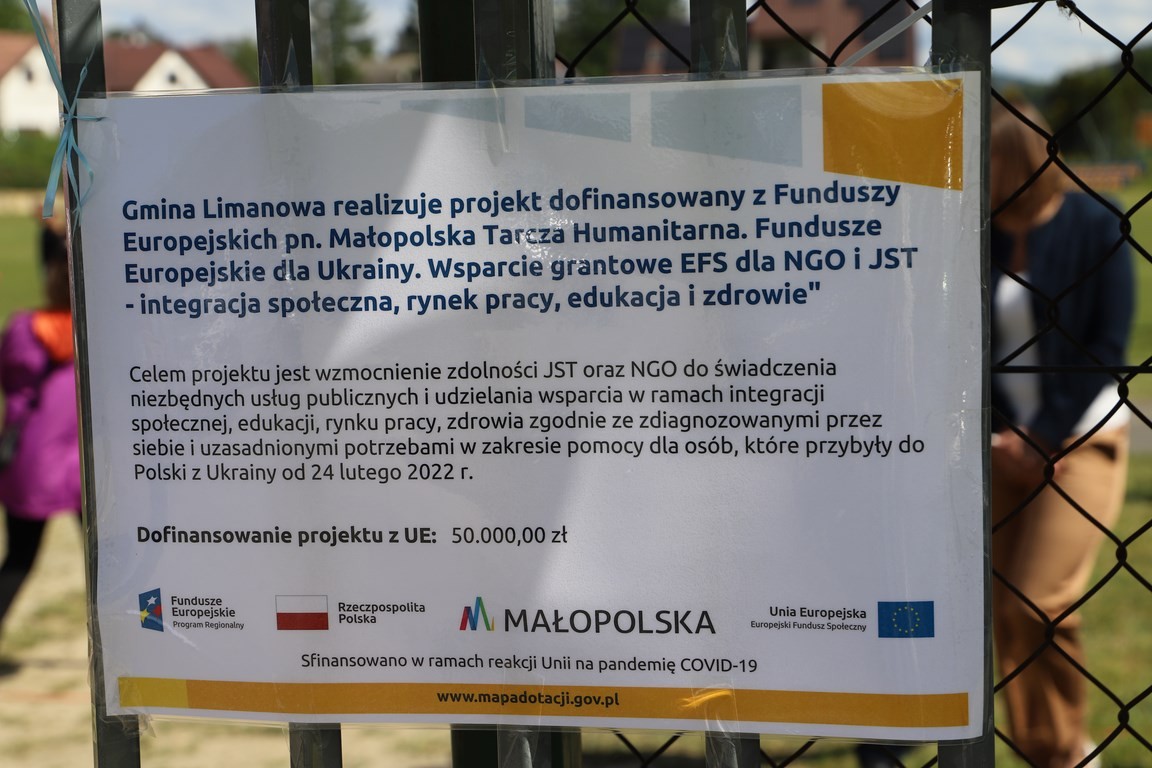 Gmina Limanowa realizuje projekt dofinansowany z Funduszy
Europejskich pn. Małopolska Tarcza Humanitarna. Fundusze
Europejskie dla Ukrainy. Wsparcie grantowe EFS dla NGO i JST
- integracja społeczna, rynek pracy, edukacja i zdrowie"
Celem projektu jest wzmocnienie zdolności JST oraz NGO do świadczenia
niezbędnych usług publicznych i udzielania wsparcia w ramach integracji
społecznej, edukacji, rynku pracy, zdrowia zgodnie ze zdiagnozowanymi przez
siebie i uzasadnionymi potrzebami w zakresie pomocy dla osób, które przybyły do
Polski z Ukrainy od 24 lutego 2022 r.
Dofinansowanie projektu z UE: 50.000,00 zł
Fundusze
Europejskie
Program Regionalny
Rzeczpospolita
Polska
MAŁOPOLSKA
Unia Europejska
Europejski Fundusz Społeczny
Sfinansowano w ramach reakcji Unii na pandemię COVID-19
www.mapadotacji.gov.pl